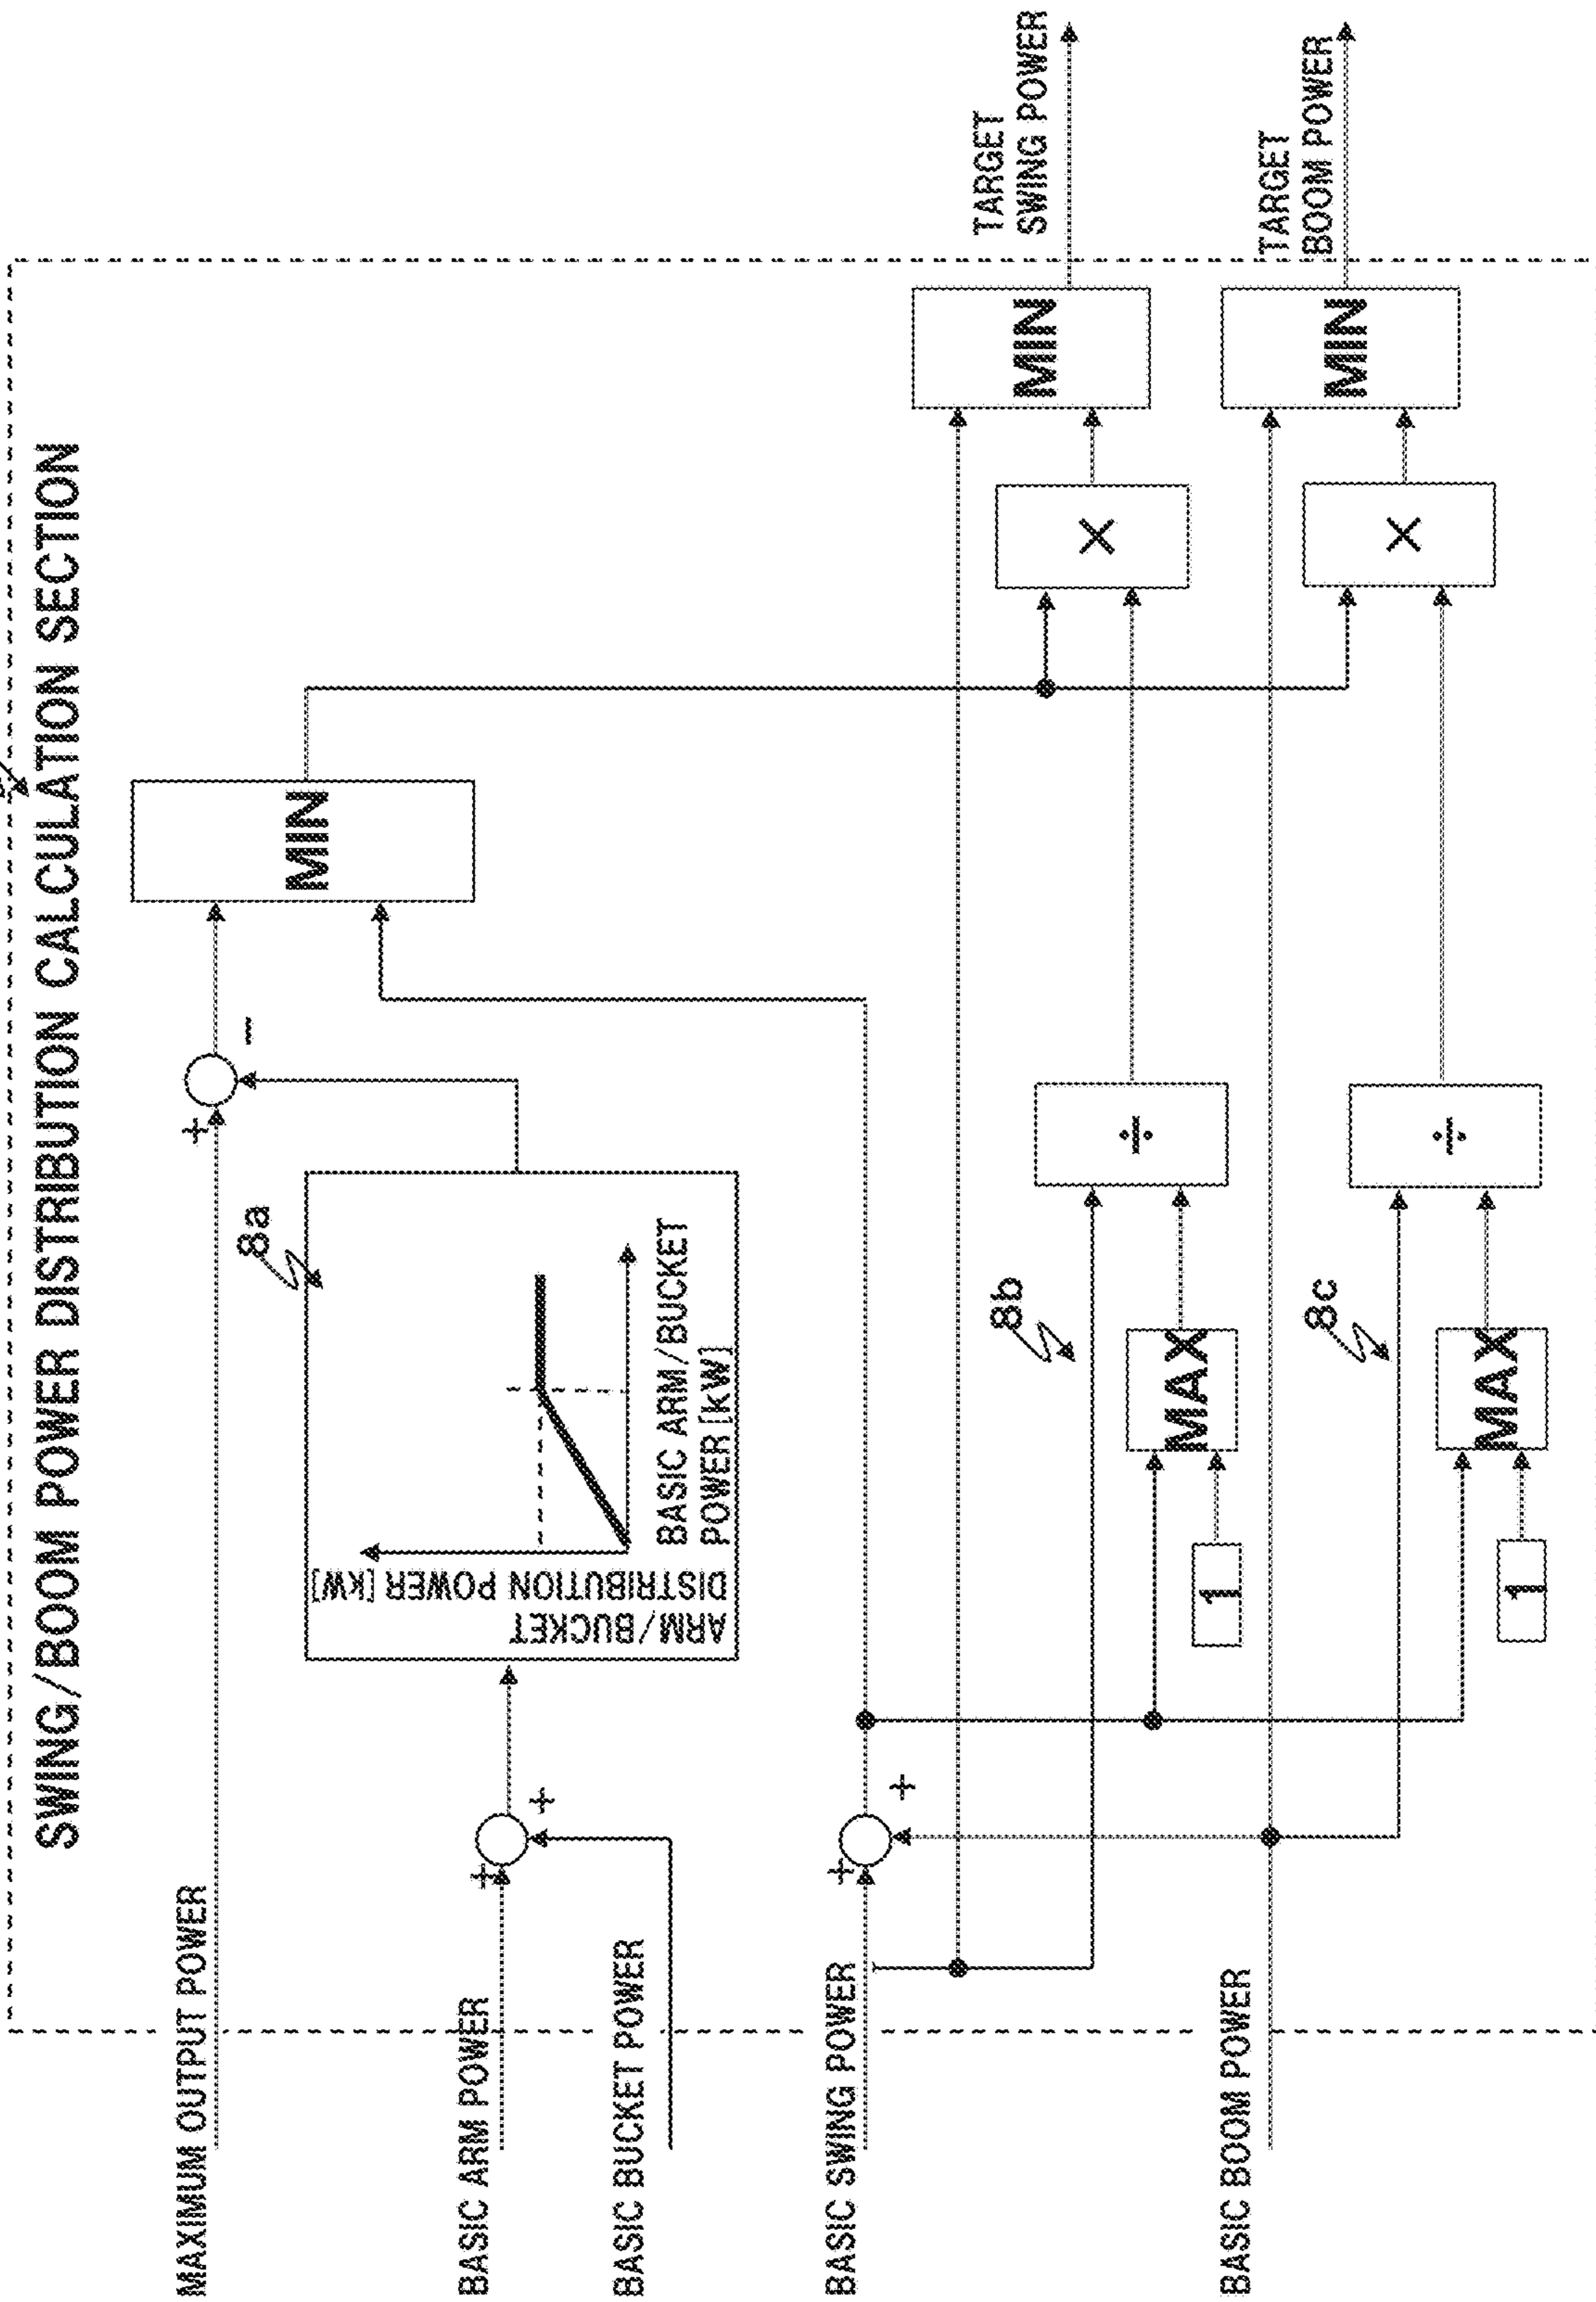 SWING/BOOM POWER DISTRIBUTION CALCULATION SECTION
MAXIMUM OUTPUT POWER
+
−
MIN
8a
ARM/BUCKET
DISTRIBUTION POWER [kW]
BASIC ARM/BUCKET
POWER [kW]
BASIC ARM POWER
+
+
BASIC BUCKET POWER
BASIC SWING POWER
+
+
MIN
TARGET
SWING POWER
×
8b
÷
MAX
1
BASIC BOOM POWER
MIN
TARGET
BOOM POWER
×
8c
÷
MAX
1